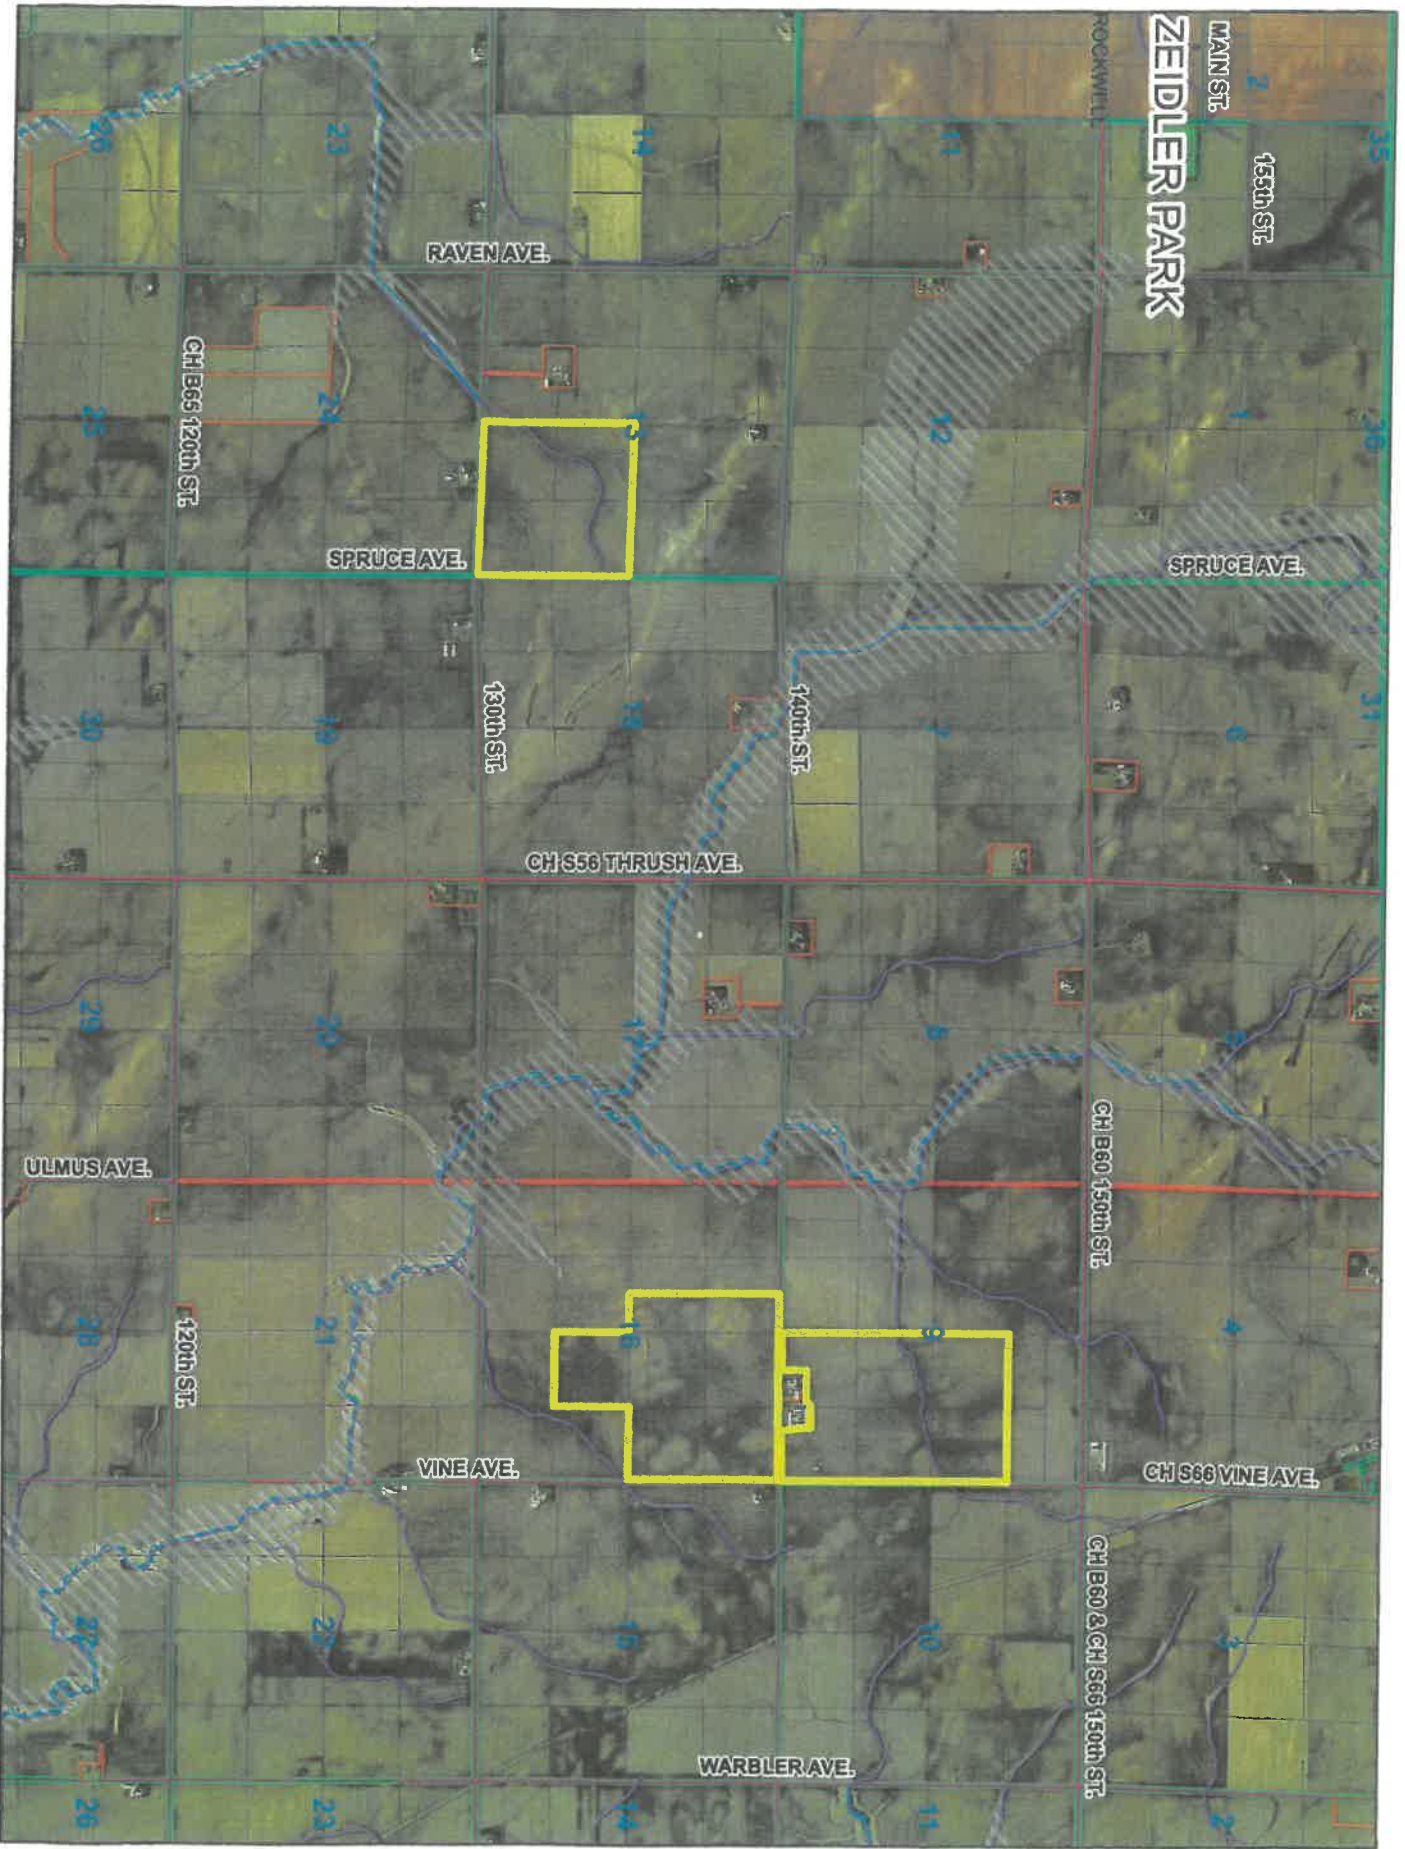 MAIN ST.
2
35
ZEIDLER PARK
ROCKWELL
155th ST.
26
23
14
11
RAVEN AVE.
CH B66 120th ST.
25
24
13
12
1
36
SPRUCE AVE.
SPRUCE AVE.
130th ST.
140th ST.
30
19
18
7
6
31
CH S56 THRUSH AVE.
29
20
17
8
5
ULMUS AVE.
CH B60 150th ST.
120th ST.
28
21
16
9
4
VINE AVE.
CH S66 VINE AVE.
CH B60 & CH S66 150th ST.
27
22
15
10
3
WARBLER AVE.
26
23
14
11
2